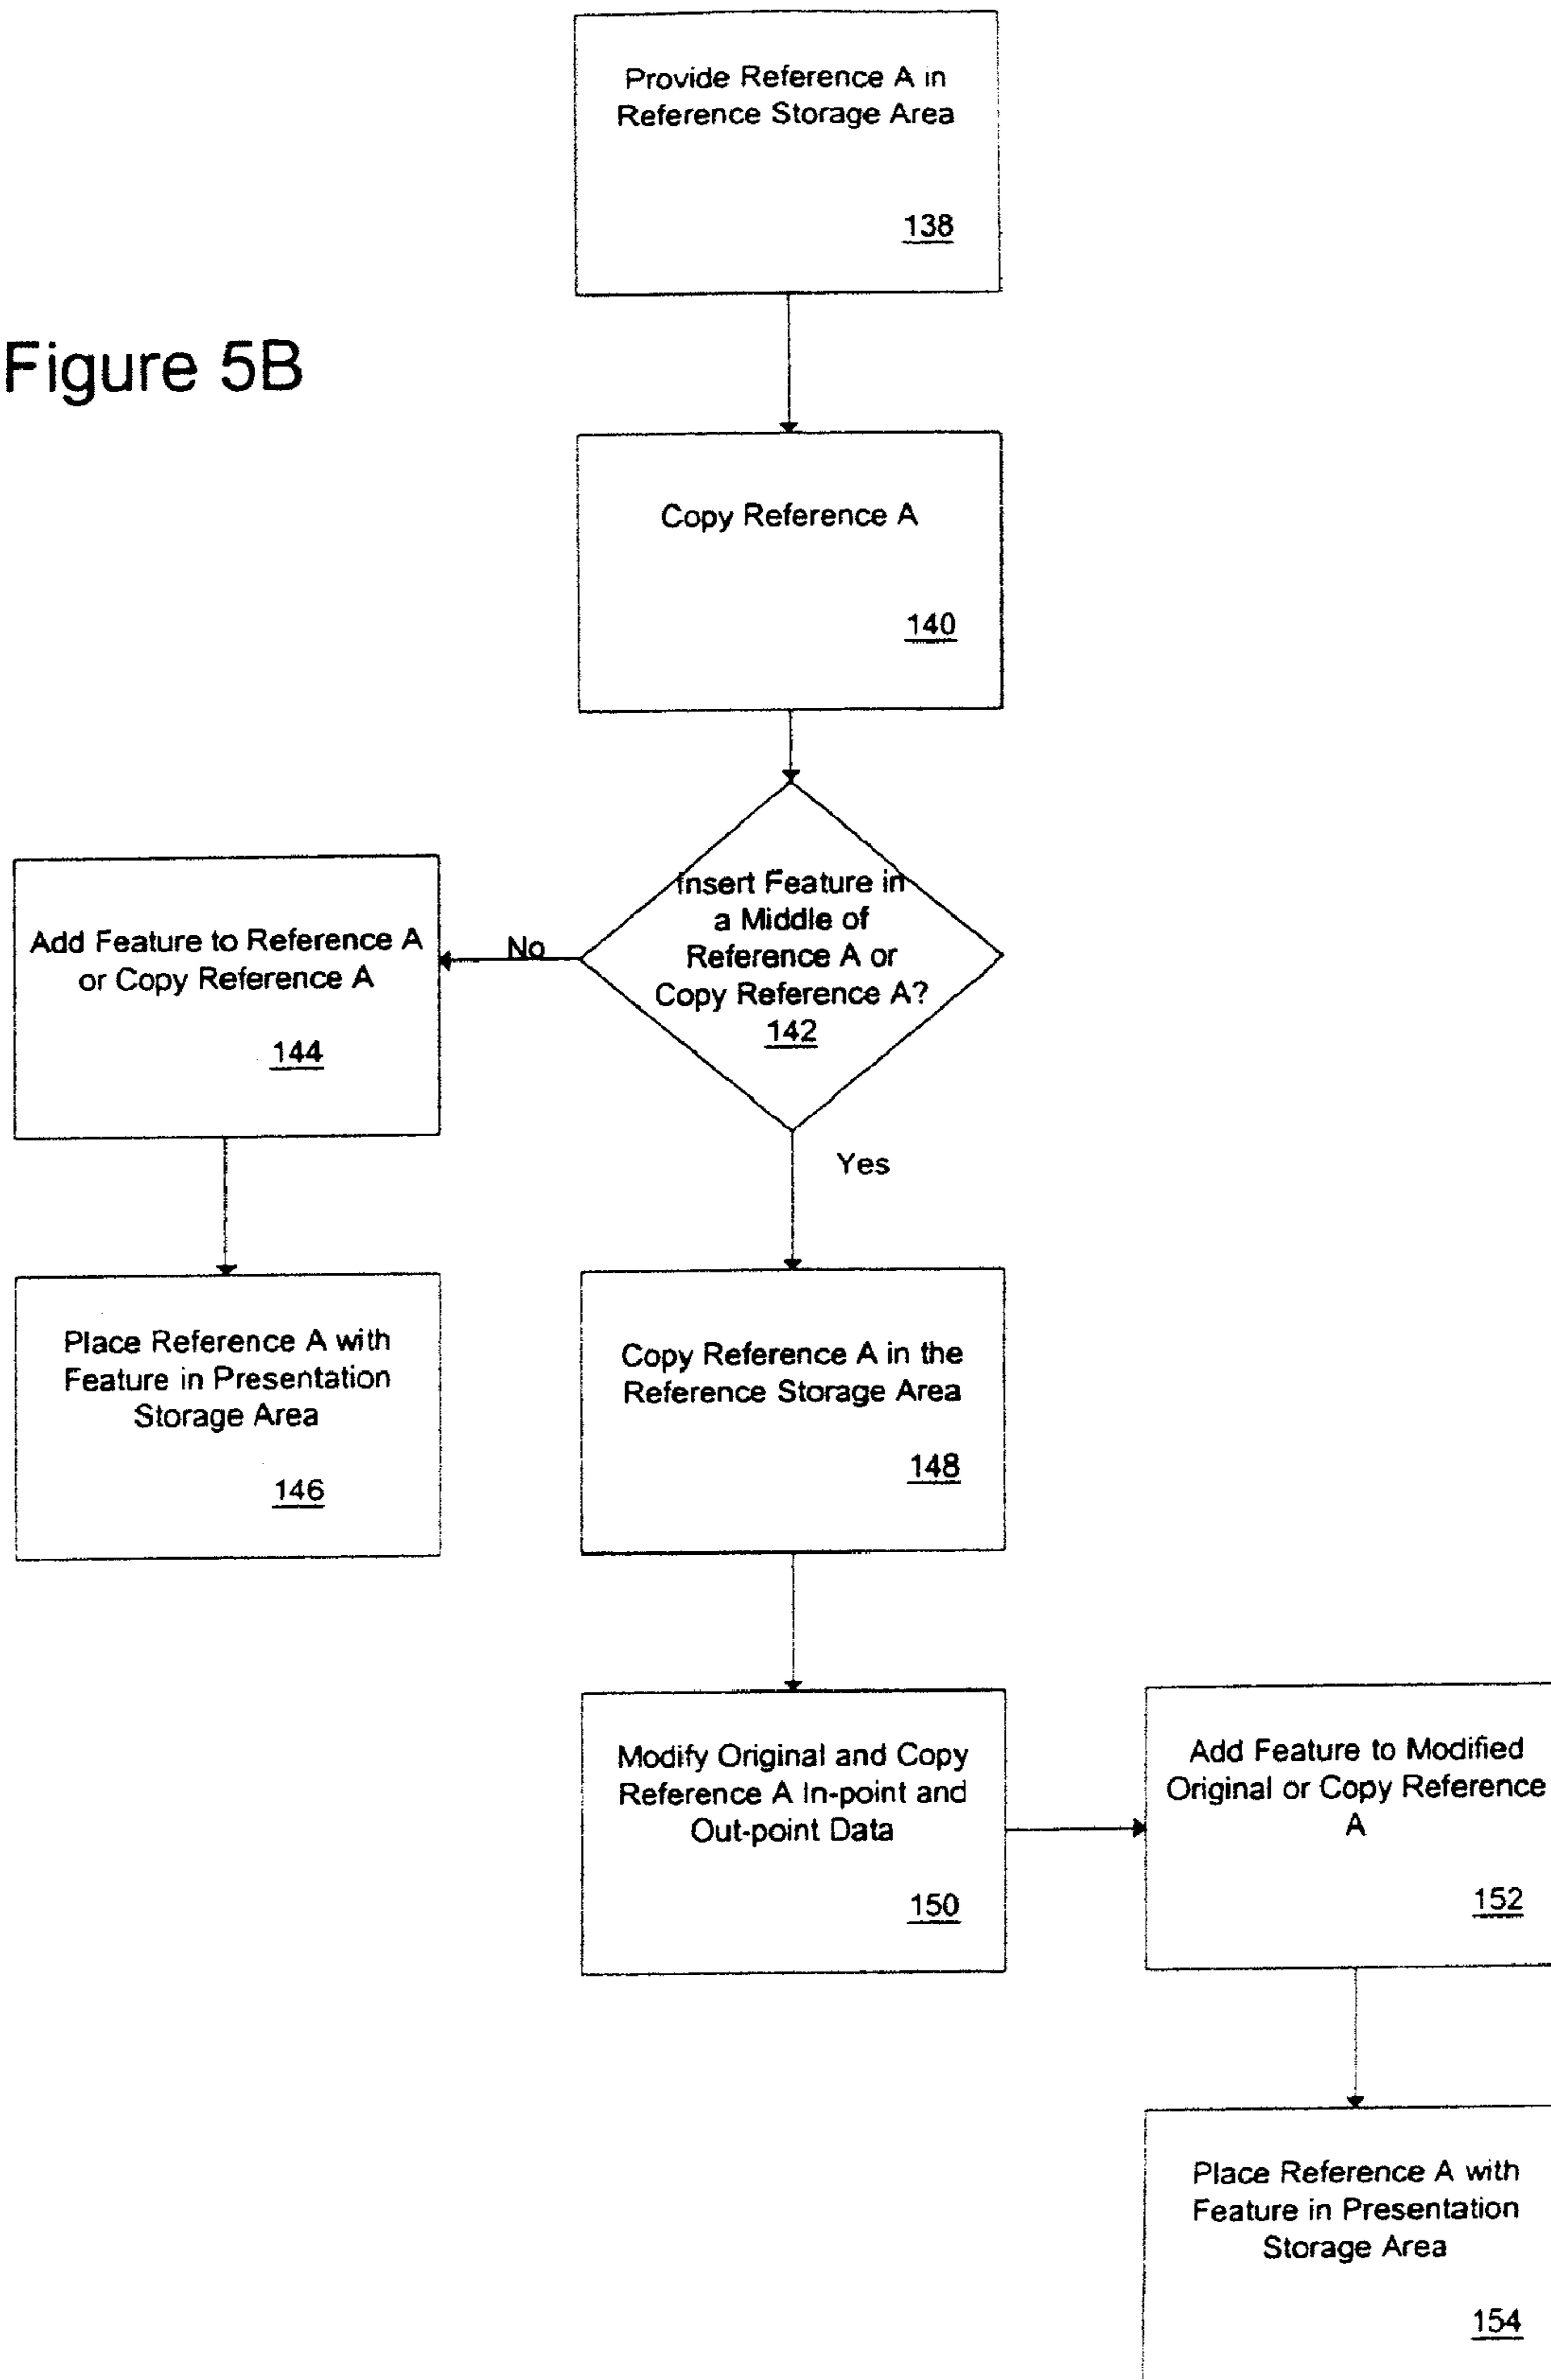 Provide Reference A in
Reference Storage Area
138
Figure 5B
Copy Reference A
140
Insert Feature in
a Middle of
Reference A or
Copy Reference A?
142
No
Add Feature to Reference A
or Copy Reference A
144
Yes
Place Reference A with
Feature in Presentation
Storage Area
146
Copy Reference A in the
Reference Storage Area
148
Modify Original and Copy
Reference A In-point and
Out-point Data
150
Add Feature to Modified
Original or Copy Reference
A
152
Place Reference A with
Feature in Presentation
Storage Area
154